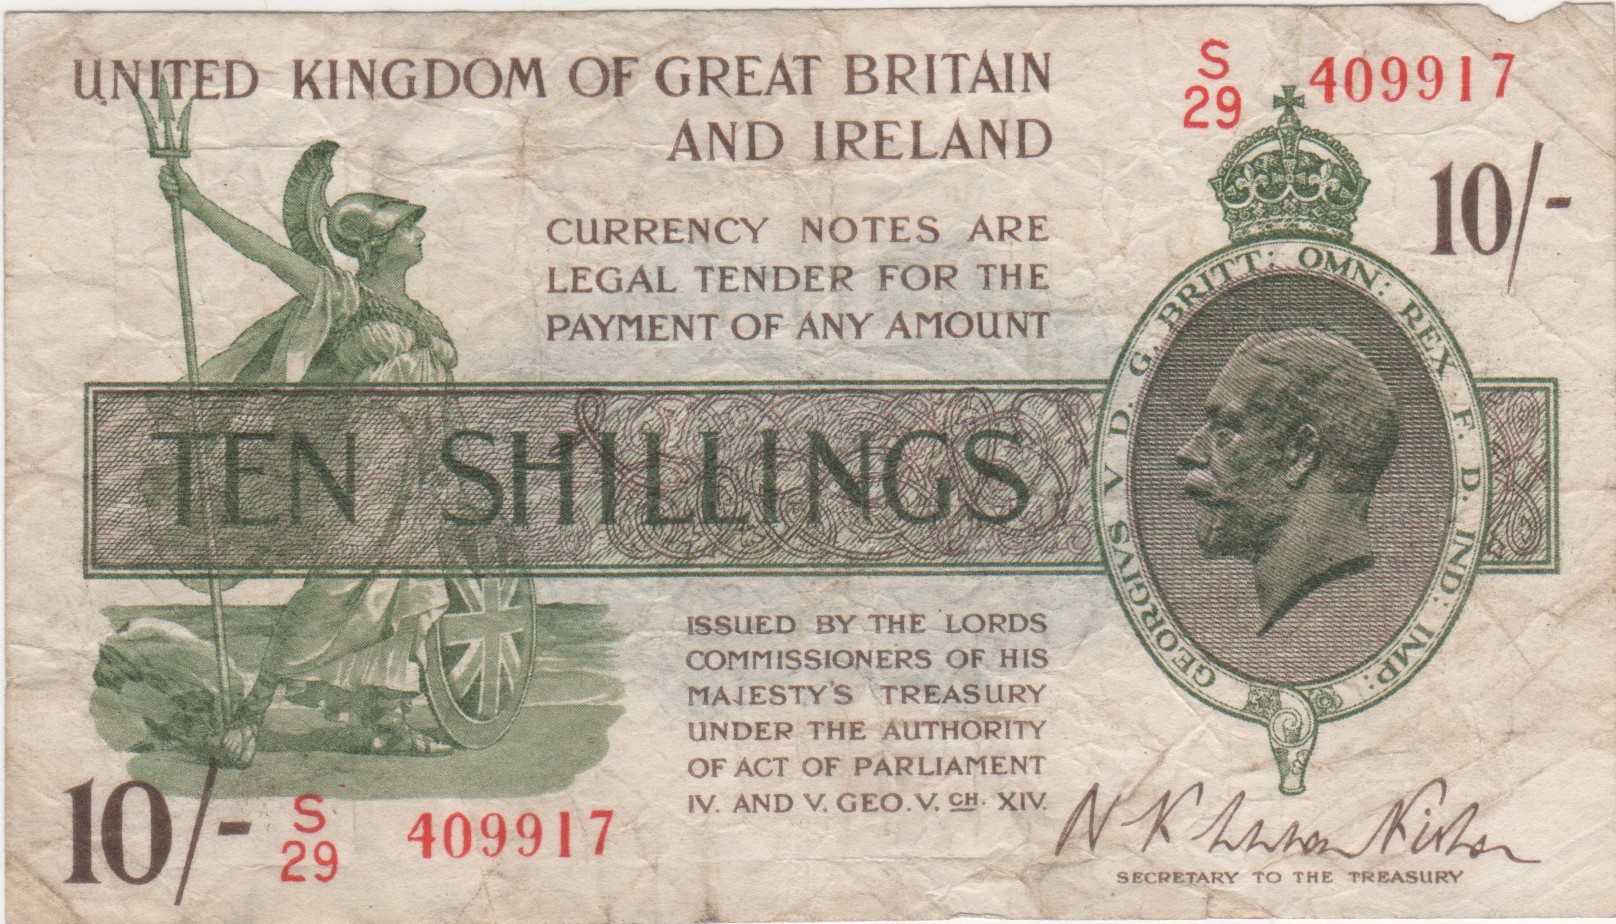 UNITED KINGDOM OF GREAT BRITAIN
AND IRELAND
S
29
409917
10/-
CURRENCY NOTES ARE
LEGAL TENDER FOR THE
PAYMENT OF ANY AMOUNT
GEORGIVS V D. G. BRITT: OMN: REX F. D. IND: IMP:
TEN SHILLINGS
ISSUED BY THE LORDS
COMMISSIONERS OF HIS
MAJESTY'S TREASURY
UNDER THE AUTHORITY
OF ACT OF PARLIAMENT
IV. AND V. GEO. V. CH. XIV.
10/-
S
29
409917
SECRETARY TO THE TREASURY